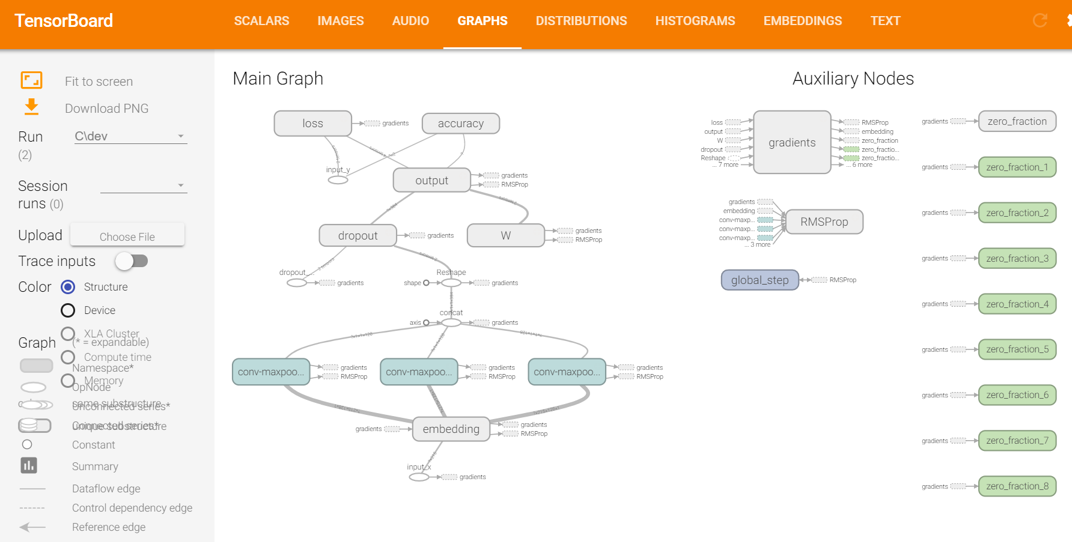 TensorBoard
SCALARS IMAGES AUDIO GRAPHS DISTRIBUTIONS HISTOGRAMS EMBEDDINGS TEXT
Fit to screen
Download PNG
Run
(2)
C\dev
Session
runs (0)
Upload
Choose File
Trace inputs
Color
Structure
Device
XLA Cluster
Compute time
Memory
Graph
(* = expandable)
Namespace*
OpNode
Unconnected series*
Connected series*
Constant
Summary
Dataflow edge
Control dependency edge
Reference edge
Main Graph
loss
gradients
accuracy
input_y
output
gradients
RMSProp
dropout
gradients
W
gradients
RMSProp
dropout_
gradients
Reshape
shape
gradients
concat
axis
gradients
conv-maxpoo...
gradients
RMSProp
conv-maxpoo...
gradients
RMSProp
conv-maxpoo...
gradients
RMSProp
gradients
embedding
gradients
RMSProp
input_x
gradients
Auxiliary Nodes
loss
output
W
dropout
Reshape
... 7 more
gradients
RMSProp
embedding
zero_fraction
zero_fractio...
zero_fractio...
... 6 more
gradients
embedding
conv-maxp...
conv-maxp...
conv-maxp...
... 3 more
RMSProp
global_step
RMSProp
gradients
zero_fraction
gradients
zero_fraction_1
gradients
zero_fraction_2
gradients
zero_fraction_3
gradients
zero_fraction_4
gradients
zero_fraction_5
gradients
zero_fraction_6
gradients
zero_fraction_7
gradients
zero_fraction_8